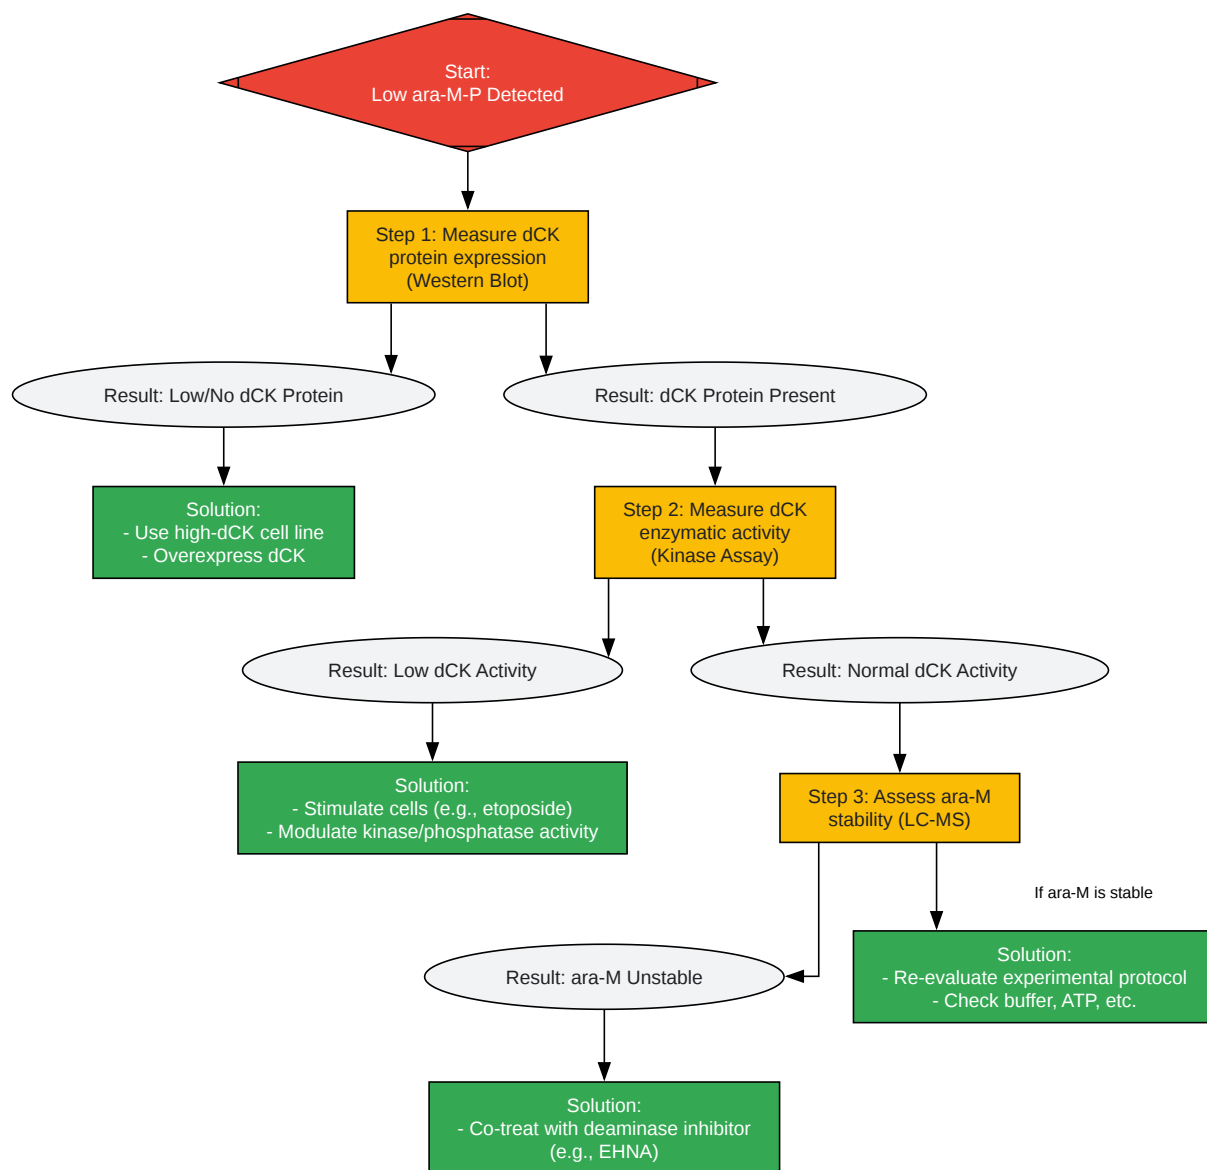 Start:
Low ara-M-P Detected
Step 1: Measure dCK
protein expression
(Western Blot)
Result: Low/No dCK Protein
Result: dCK Protein Present
Solution:
- Use high-dCK cell line
- Overexpress dCK
Step 2: Measure dCK
enzymatic activity
(Kinase Assay)
Result: Low dCK Activity
Result: Normal dCK Activity
Solution:
- Stimulate cells (e.g., etoposide)
- Modulate kinase/phosphatase activity
Step 3: Assess ara-M
stability (LC-MS)
If ara-M is stable
Result: ara-M Unstable
Solution:
- Re-evaluate experimental protocol
- Check buffer, ATP, etc.
Solution:
- Co-treat with deaminase inhibitor
(e.g., EHNA)